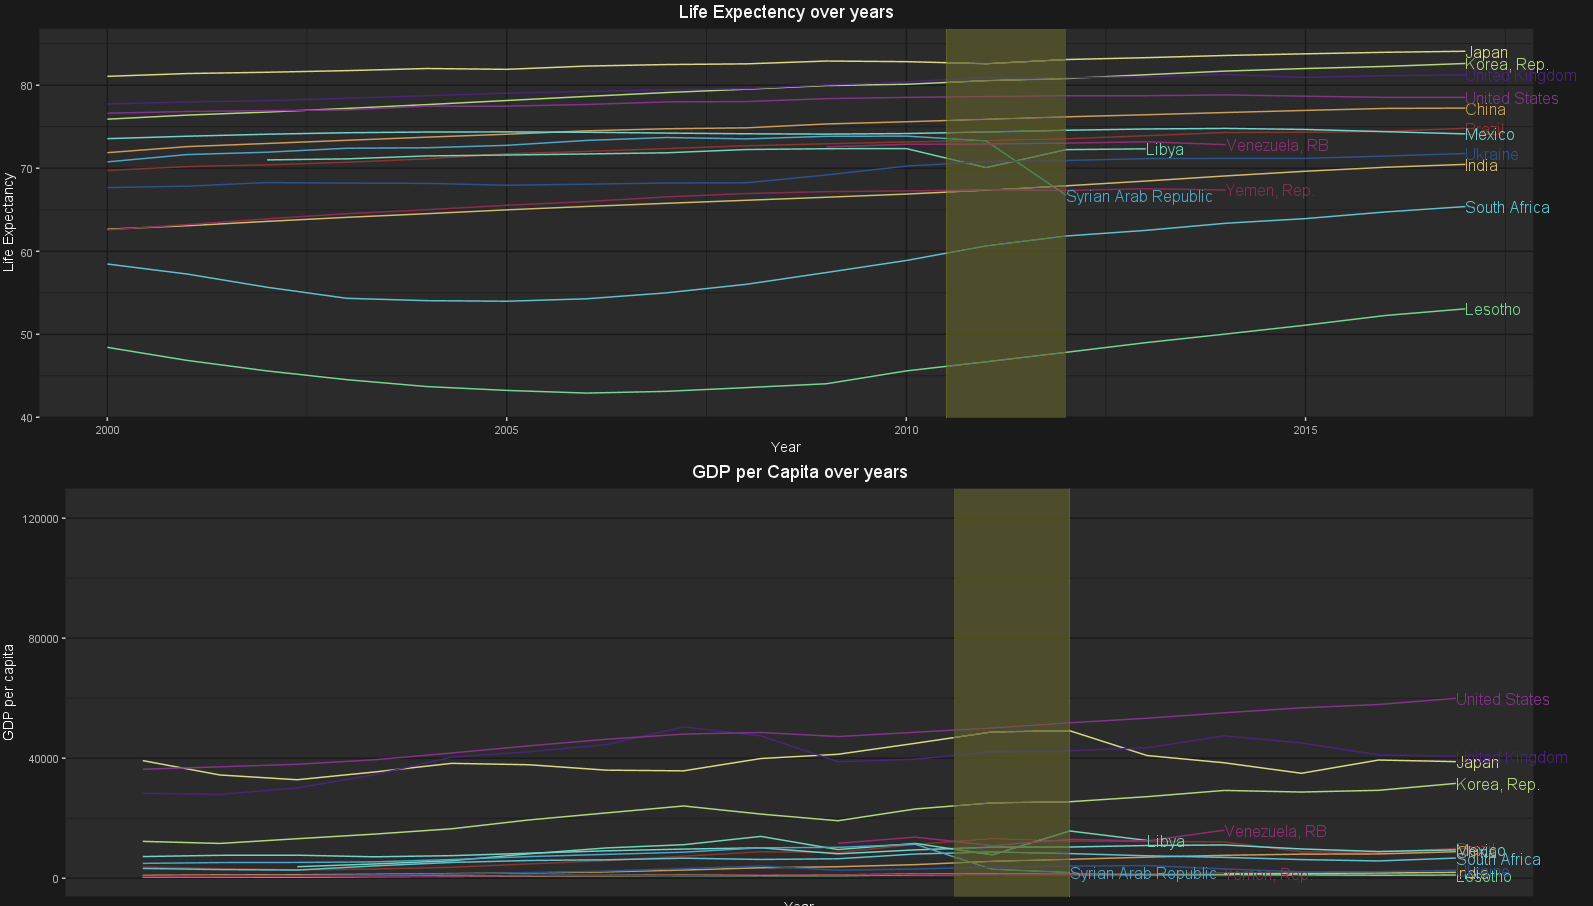 Life Expectency over years
Life Expectancy
80
70
60
50
40
Japan
Korea, Rep.
United Kingdom
United States
China
Brazil
Mexico
Venezuela, RB
Libya
Ukraine
India
Yemen, Rep.
Syrian Arab Republic
South Africa
Lesotho
2000
2005
2010
2015
Year
GDP per Capita over years
GDP per capita
120000
80000
40000
0
United States
United Kingdom
Japan
Korea, Rep.
Venezuela, RB
Libya
Mexico
South Africa
Syrian Arab Republic
Yemen, Rep.
India
Lesotho
Year